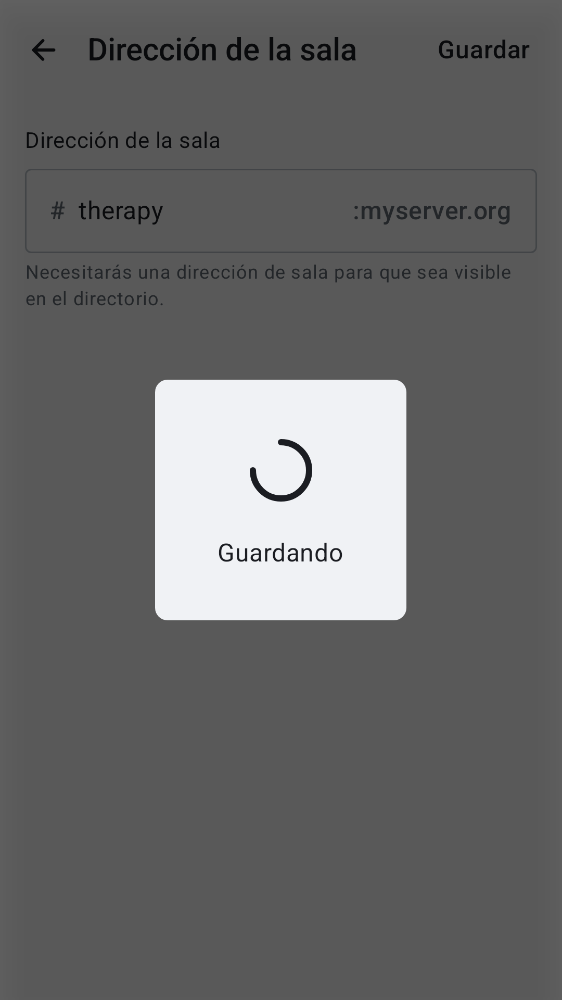 Dirección de la sala Guardar
Dirección de la sala
# therapy :myserver.org
Necesitarás una dirección de sala para que sea visible
en el directorio.
Guardando